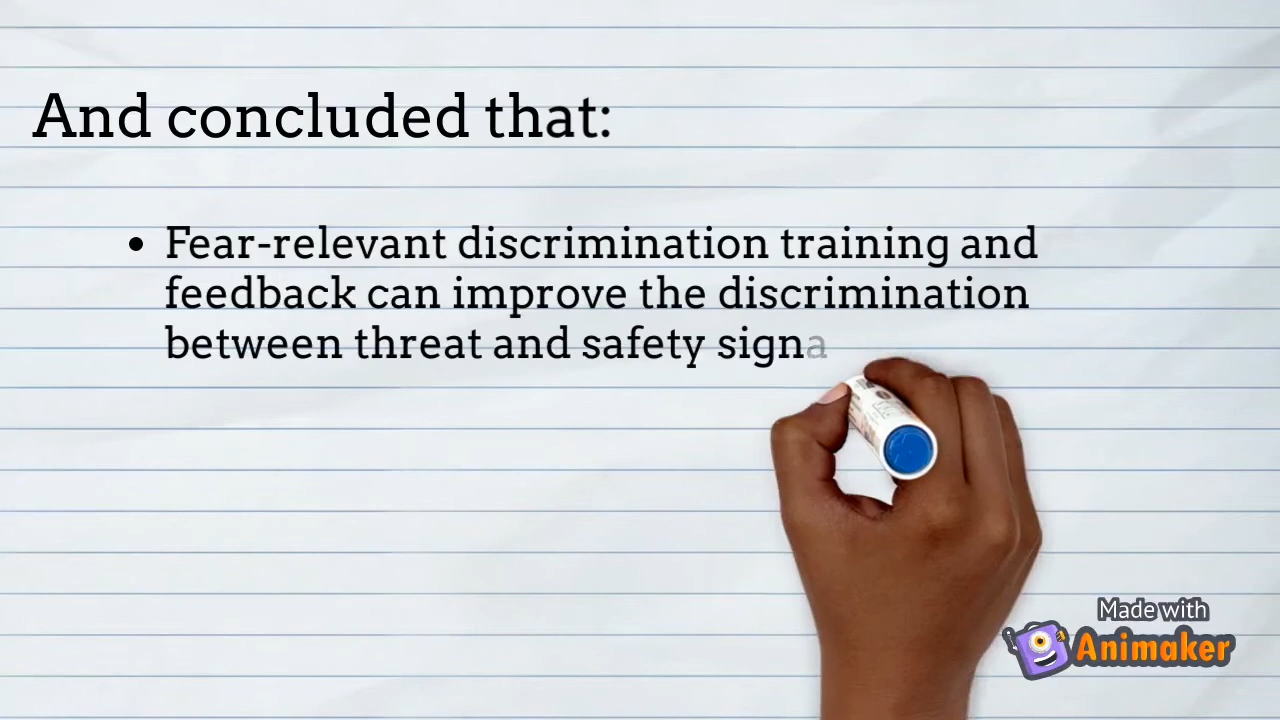 And concluded that:
• Fear-relevant discrimination training and
feedback can improve the discrimination
between threat and safety signa
Made with
Animaker